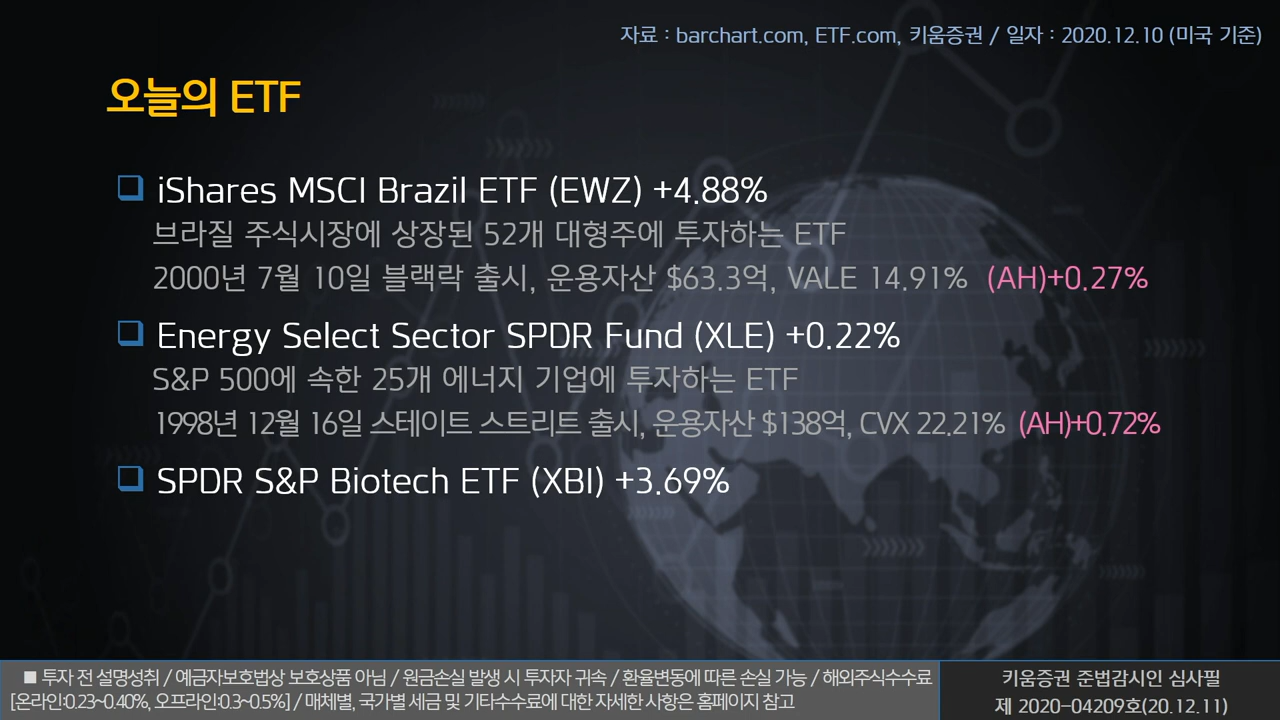 자료 : barchart.com, ETF.com, 키움증권 / 일자 : 2020.12.10 (미국 기준)
오늘의 ETF
❑ iShares MSCI Brazil ETF (EWZ) +4.88%
브라질 주식시장에 상장된 52개 대형주에 투자하는 ETF
2000년 7월 10일 블랙락 출시, 운용자산 $63.3억, VALE 14.91% (AH)+0.27%
❑ Energy Select Sector SPDR Fund (XLE) +0.22%
S&P 500에 속한 25개 에너지 기업에 투자하는 ETF
1998년 12월 16일 스테이트 스트리트 출시, 운용자산 $138억, CVX 22.21% (AH)+0.72%
❑ SPDR S&P Biotech ETF (XBI) +3.69%
■ 투자 전 설명성취 / 예금자보호법상 보호상품 아님 / 원금손실 발생 시 투자자 귀속 / 환율변동에 따른 손실 가능 / 해외주식수수료
[온라인:0.23~0.40%, 오프라인:0.3~0.5%] / 매체별, 국가별 세금 및 기타수수료에 대한 자세한 사항은 홈페이지 참고
키움증권 준법감시인 심사필
제 2020-04209호(20.12.11)